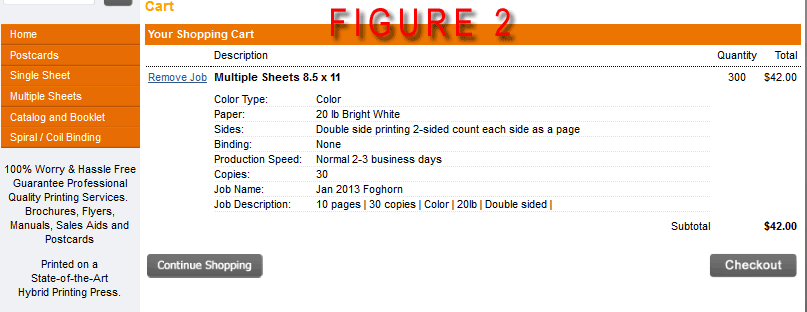 Cart
FIGURE 2
Home
Postcards
Single Sheet
Multiple Sheets
Catalog and Booklet
Spiral / Coil Binding
100% Worry & Hassle Free
Guarantee Professional
Quality Printing Services.
Brochures, Flyers,
Manuals, Sales Aids and
Postcards
Printed on a
State-of-the-Art
Hybrid Printing Press.
Your Shopping Cart
Description Quantity Total
Remove Job Multiple Sheets 8.5 x 11 300 $42.00
Color Type: Color
Paper: 20 lb Bright White
Sides: Double side printing 2-sided count each side as a page
Binding: None
Production Speed: Normal 2-3 business days
Copies: 30
Job Name: Jan 2013 Foghorn
Job Description: 10 pages | 30 copies | Color | 20lb | Double sided |
Subtotal $42.00
Continue Shopping Checkout